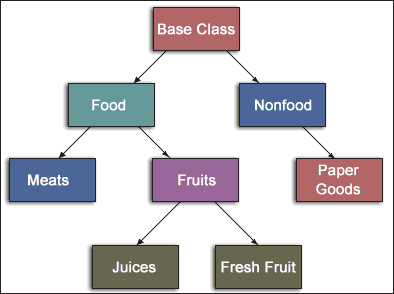 Base Class
Food
Nonfood
Meats
Fruits
Paper
Goods
Juices
Fresh Fruit